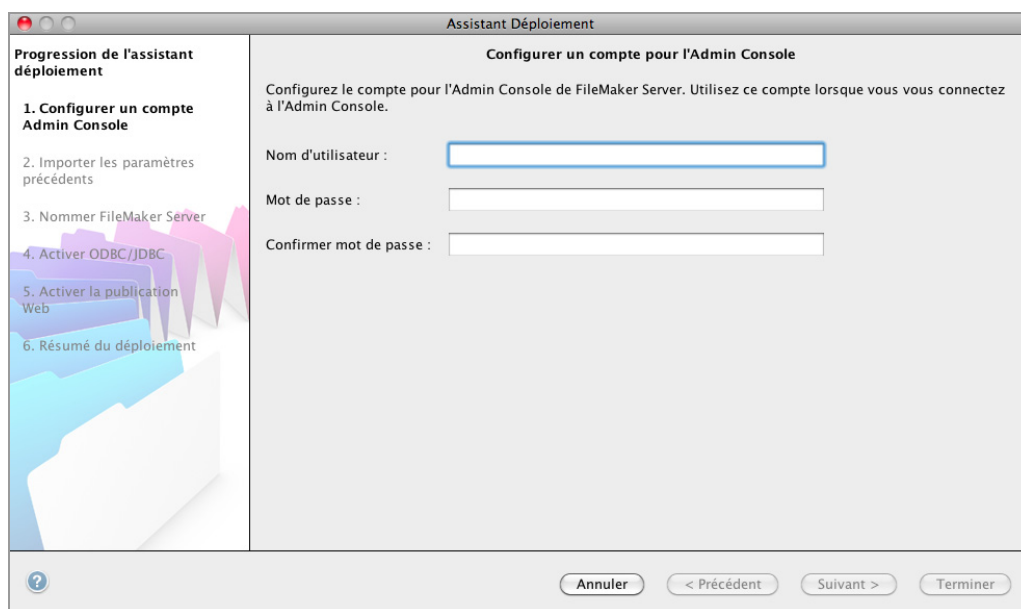 Assistant Déploiement
Progression de l'assistant
déploiement
1. Configurer un compte
Admin Console
2. Importer les paramètres
précédents
3. Nommer FileMaker Server
4. Activer ODBC/JDBC
5. Activer la publication
Web
6. Résumé du déploiement
Configurer un compte pour l'Admin Console
Configurez le compte pour l'Admin Console de FileMaker Server. Utilisez ce compte lorsque vous vous connectez
à l'Admin Console.
Nom d'utilisateur :
Mot de passe :
Confirmer mot de passe :
?
Annuler
< Précédent
Suivant >
Terminer